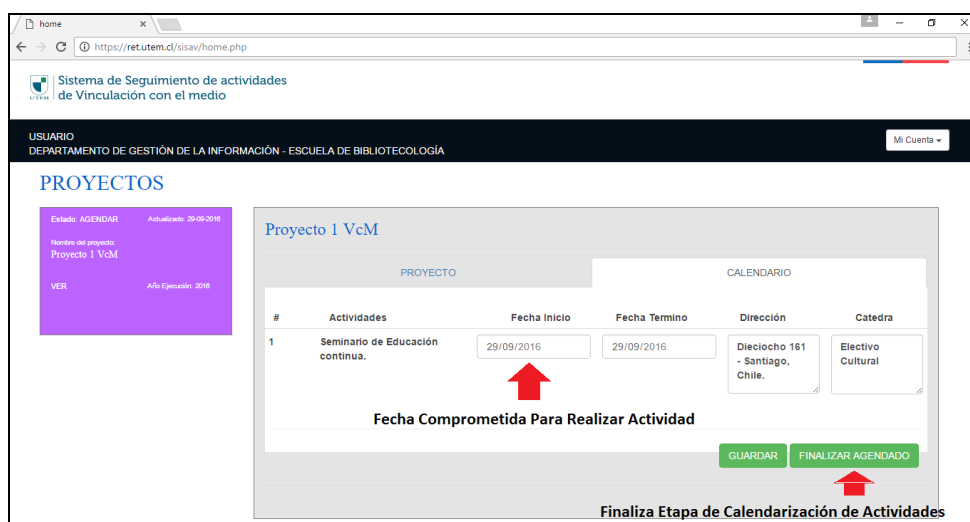 home
https://ret.utem.cl/sisav/home.php
UTEM
Sistema de Seguimiento de actividades
de Vinculación con el medio
USUARIO
DEPARTAMENTO DE GESTIÓN DE LA INFORMACIÓN - ESCUELA DE BIBLIOTECOLOGÍA
Mi Cuenta
PROYECTOS
Estado: AGENDAR Actualizado: 29-09-2016
Nombre del proyecto:
Proyecto 1 VcM
VER Año Ejecución: 2016
Proyecto 1 VcM
PROYECTO CALENDARIO
# Actividades Fecha Inicio Fecha Termino Dirección Catedra
1 Seminario de Educación continua. 29/09/2016 29/09/2016 Dieciocho 161 - Santiago, Chile. Electivo Cultural
Fecha Comprometida Para Realizar Actividad
GUARDAR FINALIZAR AGENDADO
Finaliza Etapa de Calendarización de Actividades